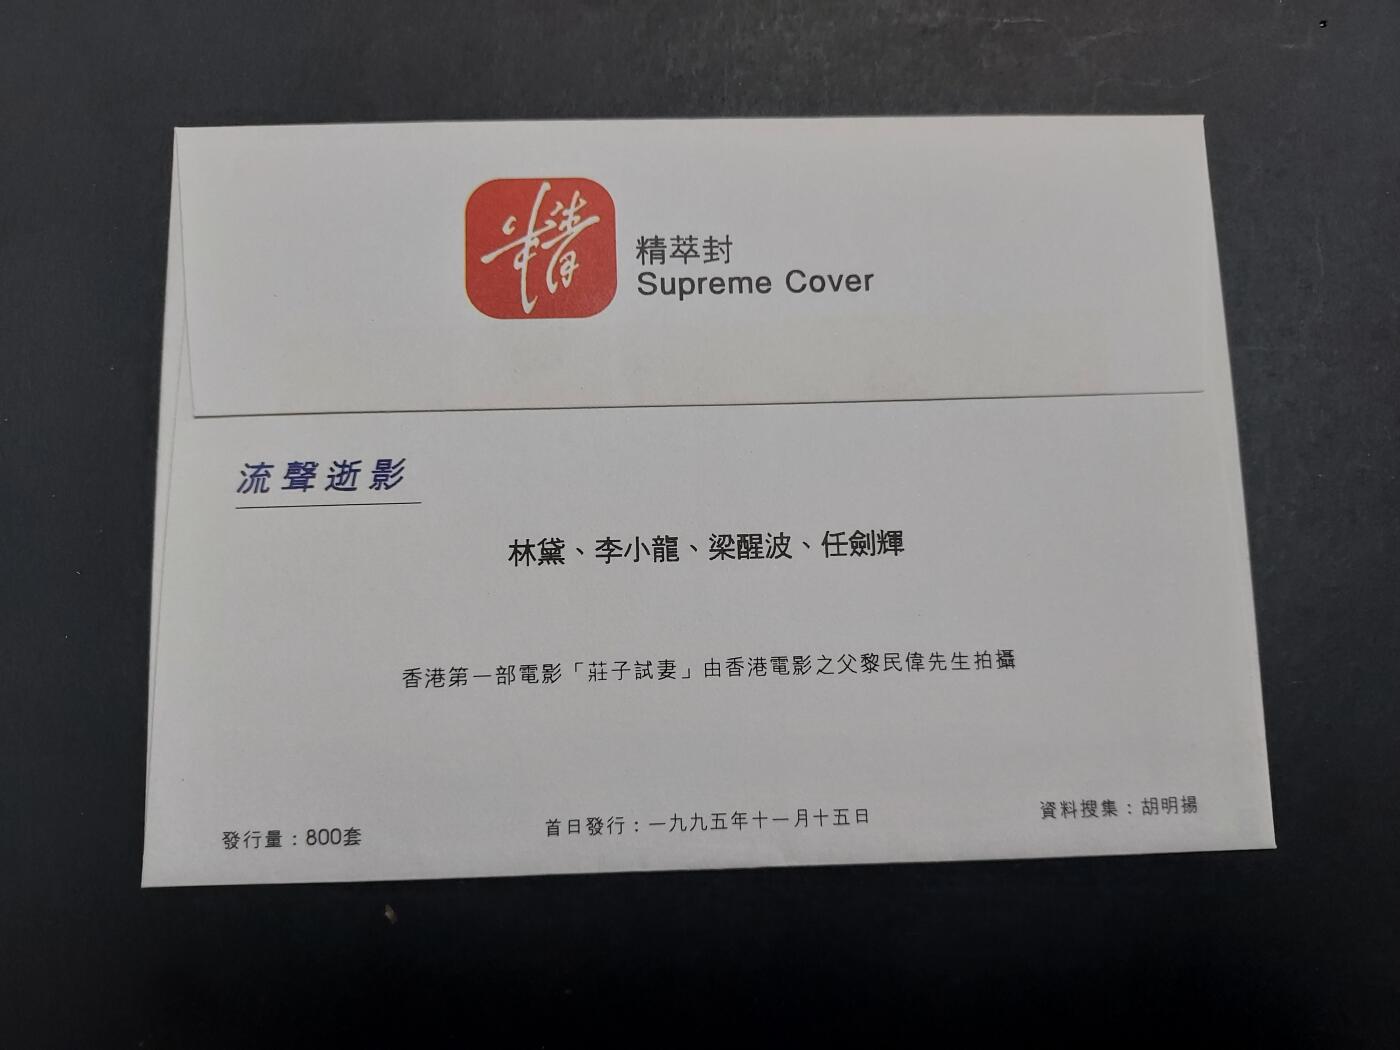 精
精萃封
Supreme Cover
流聲逝影
林黛、李小龍、梁醒波、任劍輝
香港第一部電影「莊子試妻」由香港電影之父黎民偉先生拍攝
發行量：800套
首日發行：一九九五年十一月十五日
資料搜集：胡明揚